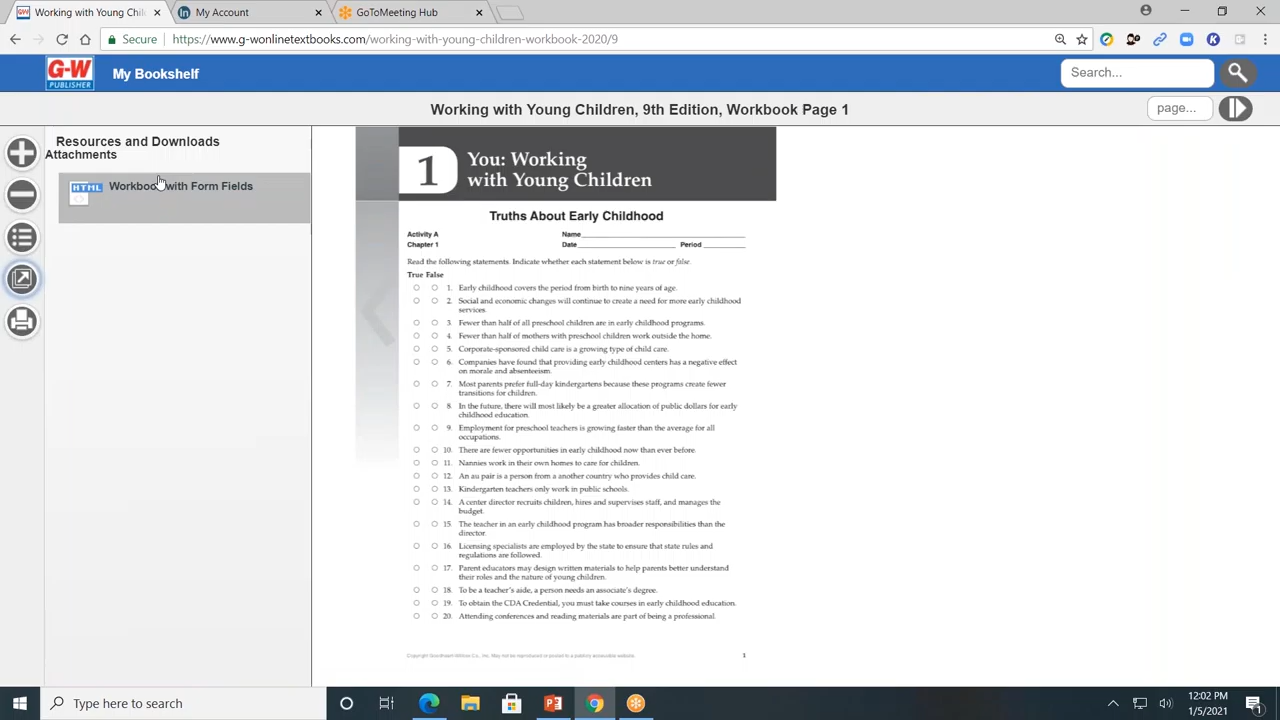 Working with Young Chil
My Account
GoToMeeting Hub
Secure
https://www.g-wonlinetextbooks.com/working-with-young-children-workbook-2020/9
G-W
PUBLISHER
My Bookshelf
Search...
Working with Young Children, 9th Edition, Workbook Page 1
page...
Resources and Downloads
Attachments
HTML
Workbook with Form Fields
1
You: Working
with Young Children
Truths About Early Childhood
Activity A
Name
Chapter 1
Date
Period
Read the following statements. Indicate whether each statement below is true or false.
True False
1. Early childhood covers the period from birth to nine years of age.
2. Social and economic changes will continue to create a need for more early childhood
services.
3. Fewer than half of all preschool children are in early childhood programs.
4. Fewer than half of mothers with preschool children work outside the home.
5. Corporate-sponsored child care is a growing type of child care.
6. Companies have found that providing early childhood centers has a negative effect
on morale and absenteeism.
7. Most parents prefer full-day kindergartens because these programs create fewer
transitions for children.
8. In the future, there will most likely be a greater allocation of public dollars for early
childhood education.
9. Employment for preschool teachers is growing faster than the average for all
occupations.
10. There are fewer opportunities in early childhood now than ever before.
11. Nannies work in their own homes to care for children.
12. An au pair is a person from a another country who provides child care.
13. Kindergarten teachers only work in public schools.
14. A center director recruits children, hires and supervises staff, and manages the
budget.
15. The teacher in an early childhood program has broader responsibilities than the
director.
16. Licensing specialists are employed by the state to ensure that state rules and
regulations are followed.
17. Parent educators may design written materials to help parents better understand
their roles and the nature of young children.
18. To be a teacher's aide, a person needs an associate's degree.
19. To obtain the CDA Credential, you must take courses in early childhood education.
20. Attending conferences and reading materials are part of being a professional.
Copyright Goodheart-Willcox Co., Inc. May not be reproduced or posted to a publicly accessible website.
1
Type here to search
12:02 PM
1/5/2021